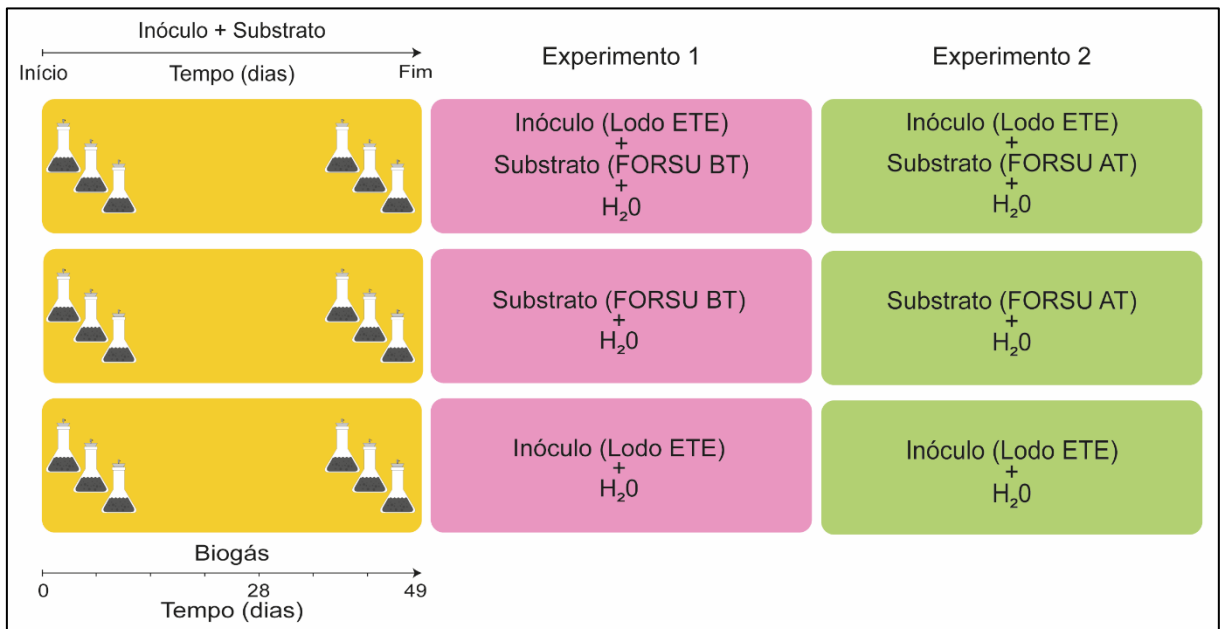 Inóculo + Substrato
Início
Tempo (dias)
Fim
Experimento 1
Experimento 2
Inóculo (Lodo ETE)
+
Substrato (FORSU BT)
+
H₂0
Inóculo (Lodo ETE)
+
Substrato (FORSU AT)
+
H₂0
Substrato (FORSU BT)
+
H₂0
Substrato (FORSU AT)
+
H₂0
Inóculo (Lodo ETE)
+
H₂0
Inóculo (Lodo ETE)
+
H₂0
Biogás
0 28 49
Tempo (dias)